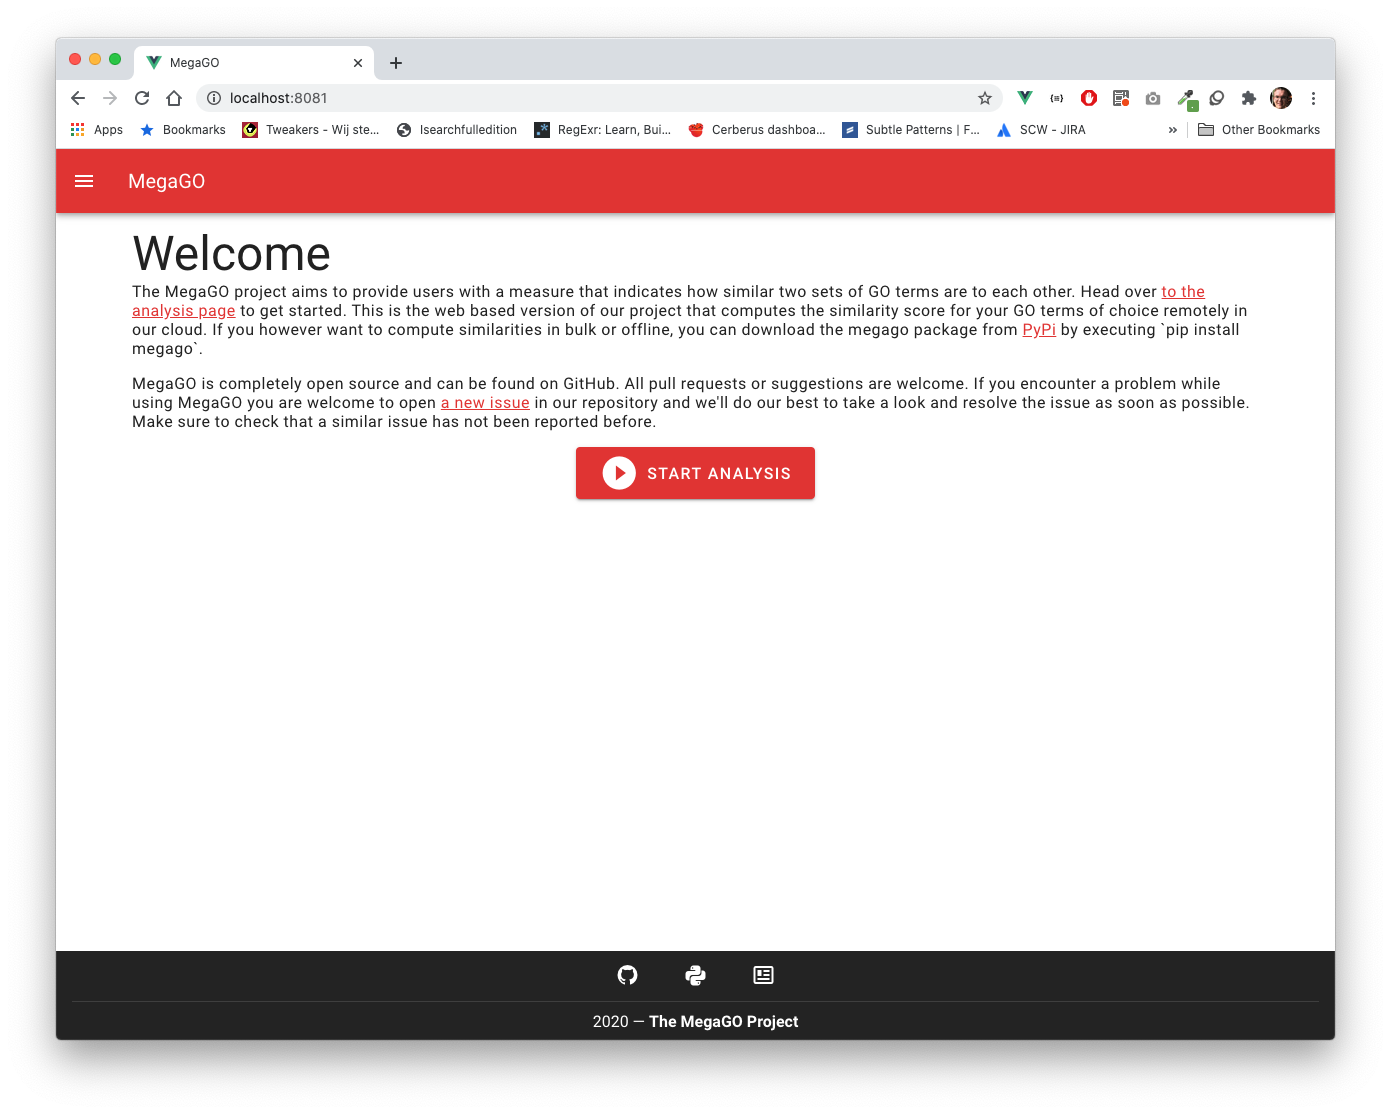 MegaGO
localhost:8081
Apps Bookmarks Tweakers - Wij ste... Isearchfulledition RegExr: Learn, Bui... Cerberus dashboa... Subtle Patterns | F... SCW - JIRA » Other Bookmarks
MegaGO
Welcome
The MegaGO project aims to provide users with a measure that indicates how similar two sets of GO terms are to each other. Head over to the
analysis page to get started. This is the web based version of our project that computes the similarity score for your GO terms of choice remotely in
our cloud. If you however want to compute similarities in bulk or offline, you can download the megago package from PyPi by executing `pip install
megago`.
MegaGO is completely open source and can be found on GitHub. All pull requests or suggestions are welcome. If you encounter a problem while
using MegaGO you are welcome to open a new issue in our repository and we'll do our best to take a look and resolve the issue as soon as possible.
Make sure to check that a similar issue has not been reported before.
START ANALYSIS
2020 — The MegaGO Project